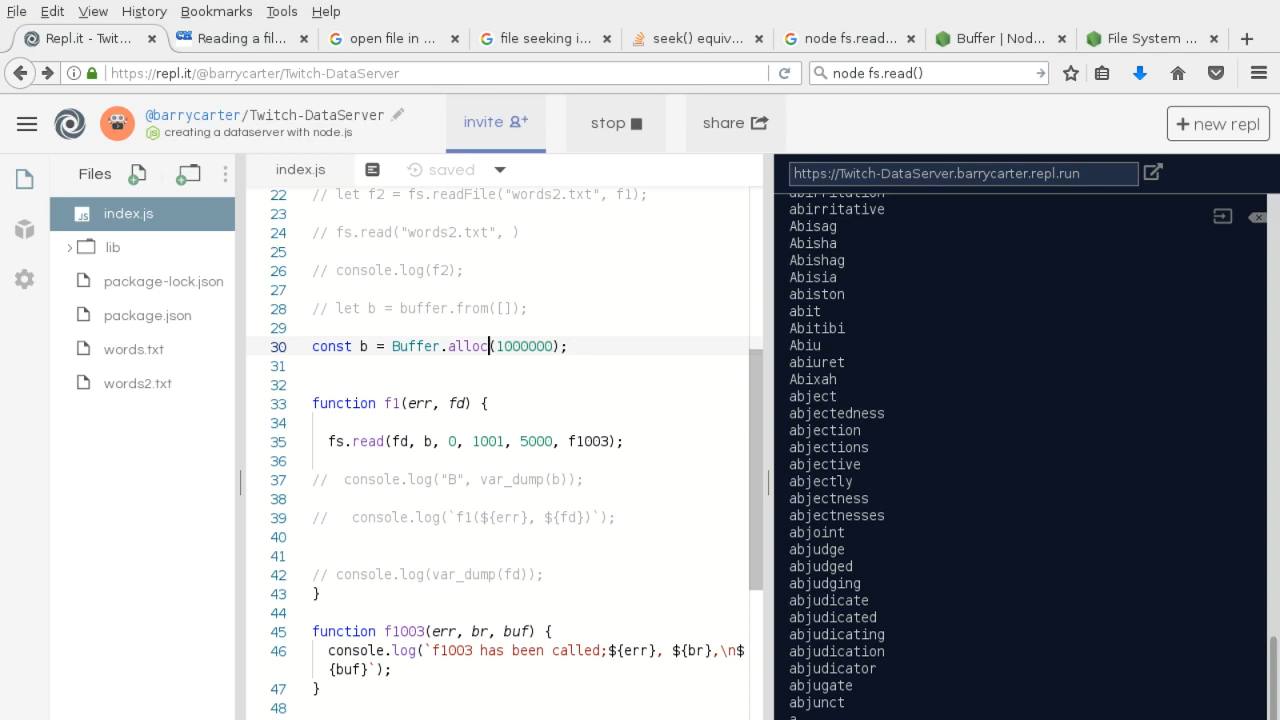 File Edit View History Bookmarks Tools Help
Repl.it - Twit… × Reading a fil… × open file in … × file seeking i… × seek() equiv… × node fs.read… × Buffer | Nod… × File System … × +
https://repl.it/@barrycarter/Twitch-DataServer node fs.read()
@barrycarter/Twitch-DataServer
creating a dataserver with node.js
invite stop share + new repl
Files index.js saved
https://Twitch-DataServer.barrycarter.repl.run
index.js
lib
package-lock.json
package.json
words.txt
words2.txt
22 // let f2 = fs.readFile("words2.txt", f1);
23
24 // fs.read("words2.txt", )
25
26 // console.log(f2);
27
28 // let b = buffer.from([]);
29
30 const b = Buffer.alloc(1000000);
31
32
33 function f1(err, fd) {
34
35 fs.read(fd, b, 0, 1001, 5000, f1003);
36
37 //  console.log("B", var_dump(b));
38
39 //   console.log(`f1(${err}, ${fd})`);
40
41
42 // console.log(var_dump(fd));
43 }
44
45 function f1003(err, br, buf) {
46 console.log(`f1003 has been called;${err}, ${br},\n$
{buf}`);
47 }
48
abirritation
abirritative
Abisag
Abisha
Abishag
Abisia
abiston
abit
Abitibi
Abiu
abiuret
Abixah
abject
abjectedness
abjection
abjections
abjective
abjectly
abjectness
abjectnesses
abjoint
abjudge
abjudged
abjudging
abjudicate
abjudicated
abjudicating
abjudication
abjudicator
abjugate
abjunct
a